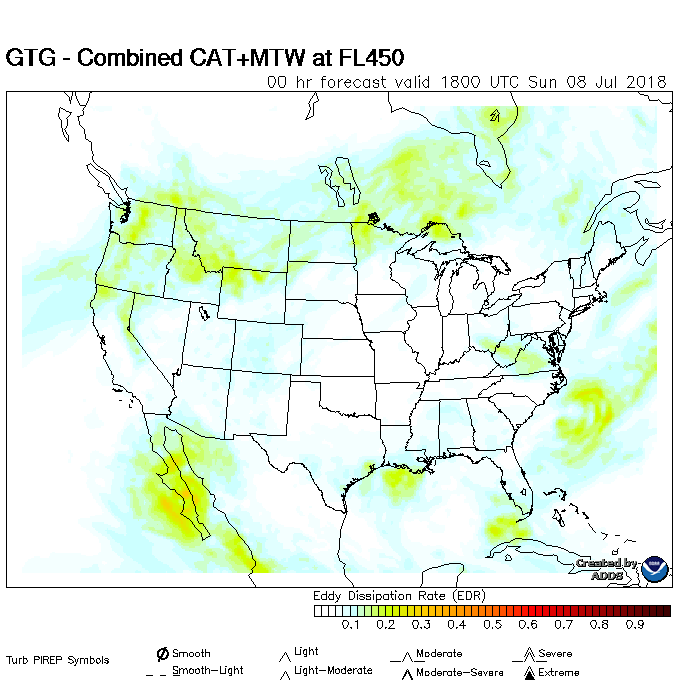 GTG - Combined CAT+MTW at FL450
00 hr forecast valid 1800 UTC Sun 08 Jul 2018
Created by
ADDS
Eddy Dissipation Rate (EDR)
0.1 0.2 0.3 0.4 0.5 0.6 0.7 0.8 0.9
Turb PIREP Symbols
Smooth Light Moderate Severe
Smooth-Light Light-Moderate Moderate-Severe Extreme